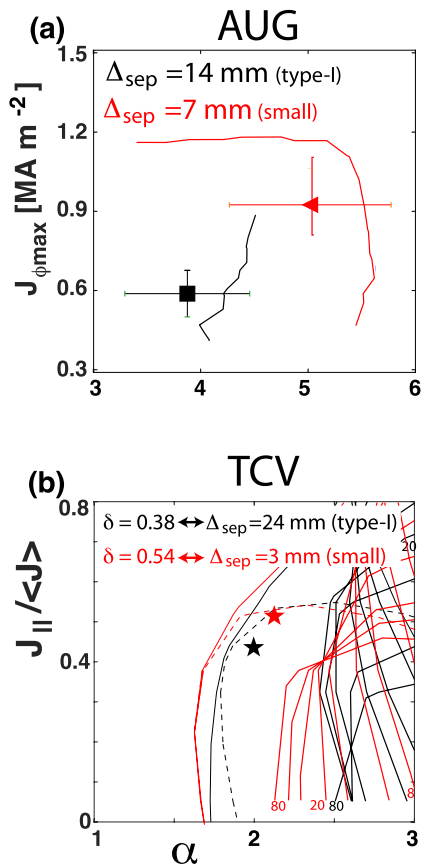 (a) AUG
Δsep =14 mm (type-I)
Δsep =7 mm (small)
Jϕmax [MA m -2]
1.5
1.2
0.9
0.6
0.3
3 4 5 6
(b) TCV
δ = 0.38 ↔ Δsep =24 mm (type-I)
δ = 0.54 ↔ Δsep =3 mm (small)
J|| /<J>
0.8
0.4
0
20
80 20 80 8
1 2 3
α